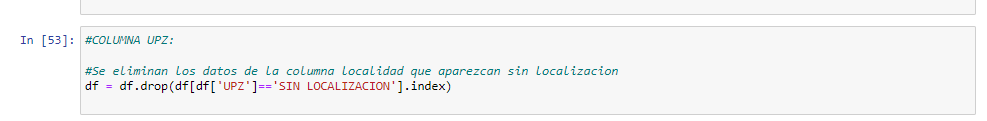 In [53]: #COLUMNA UPZ:
#Se eliminan los datos de la columna localidad que aparezcan sin localizacion
df = df.drop(df[df['UPZ']=='SIN LOCALIZACION'].index)